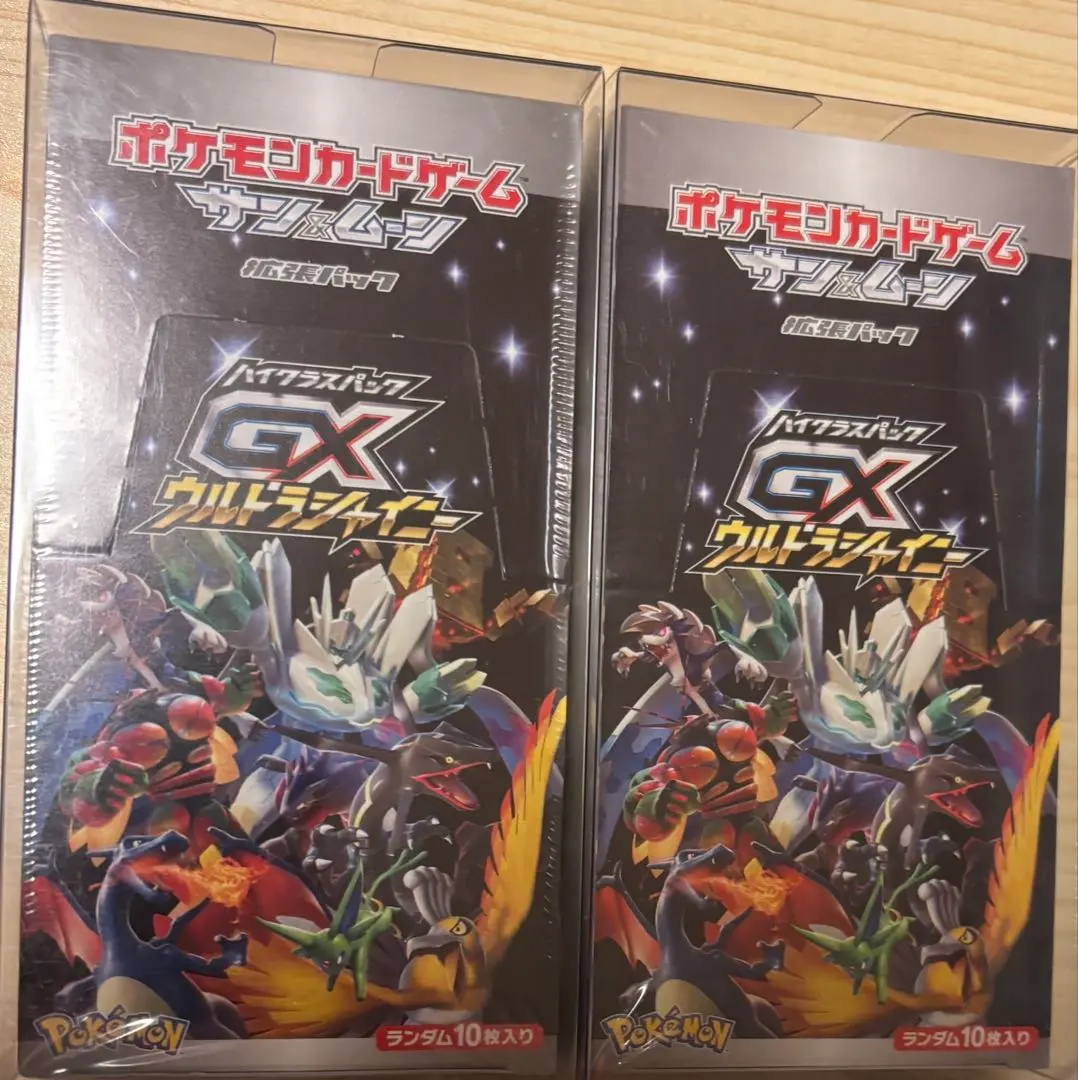 ポケモンカードゲーム
サン&ムーン
拡張パック
ハイクラスパック
GX
ウルトラシャイニー
POKéMON
ランダム10枚入り
ポケモンカードゲーム
サン&ムーン
拡張パック
ハイクラスパック
GX
ウルトラシャイニー
POKéMON
ランダム10枚入り